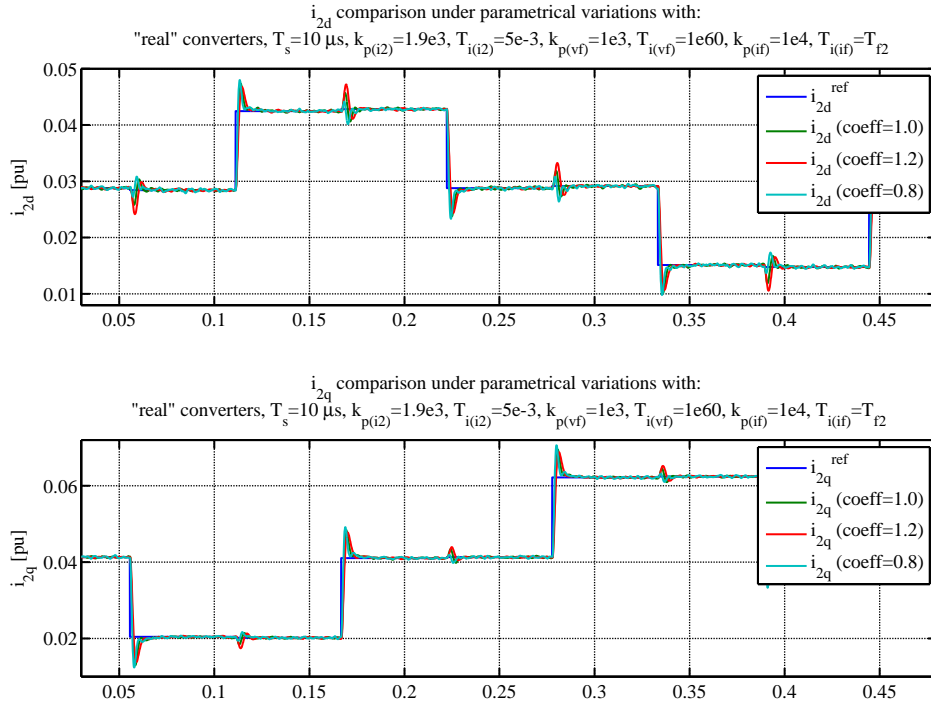 i2d comparison under parametrical variations with:
"real" converters, Ts=10 μs, kp(i2)=1.9e3, Ti(i2)=5e-3, kp(vf)=1e3, Ti(vf)=1e60, kp(if)=1e4, Ti(if)=Tf2
i2d [pu]
0.05
0.04
0.03
0.02
0.01
0.05 0.1 0.15 0.2 0.25 0.3 0.35 0.4 0.45
i2d ref
i2d (coeff=1.0)
i2d (coeff=1.2)
i2d (coeff=0.8)
i2q comparison under parametrical variations with:
"real" converters, Ts=10 μs, kp(i2)=1.9e3, Ti(i2)=5e-3, kp(vf)=1e3, Ti(vf)=1e60, kp(if)=1e4, Ti(if)=Tf2
i2q [pu]
0.06
0.04
0.02
0.05 0.1 0.15 0.2 0.25 0.3 0.35 0.4 0.45
i2q ref
i2q (coeff=1.0)
i2q (coeff=1.2)
i2q (coeff=0.8)